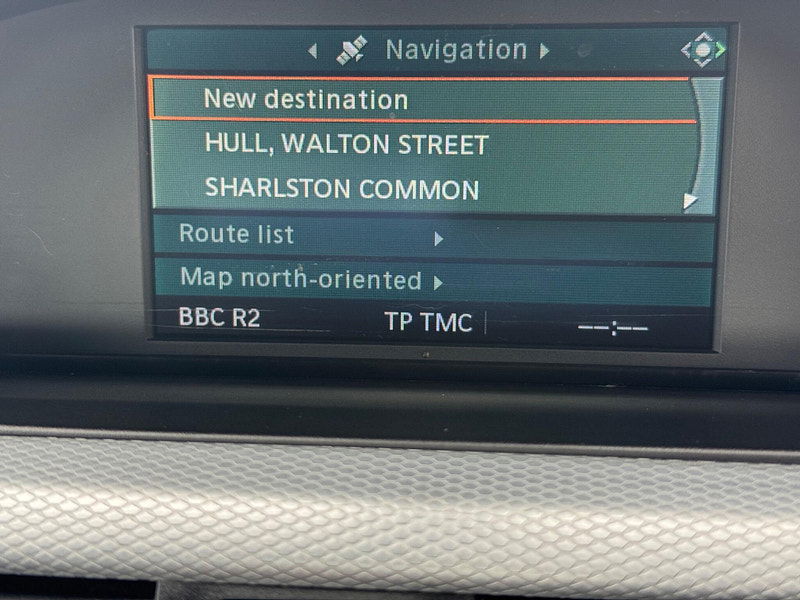 Navigation
New destination
HULL, WALTON STREET
SHARLSTON COMMON
Route list
Map north-oriented
BBC R2 TP TMC --:--